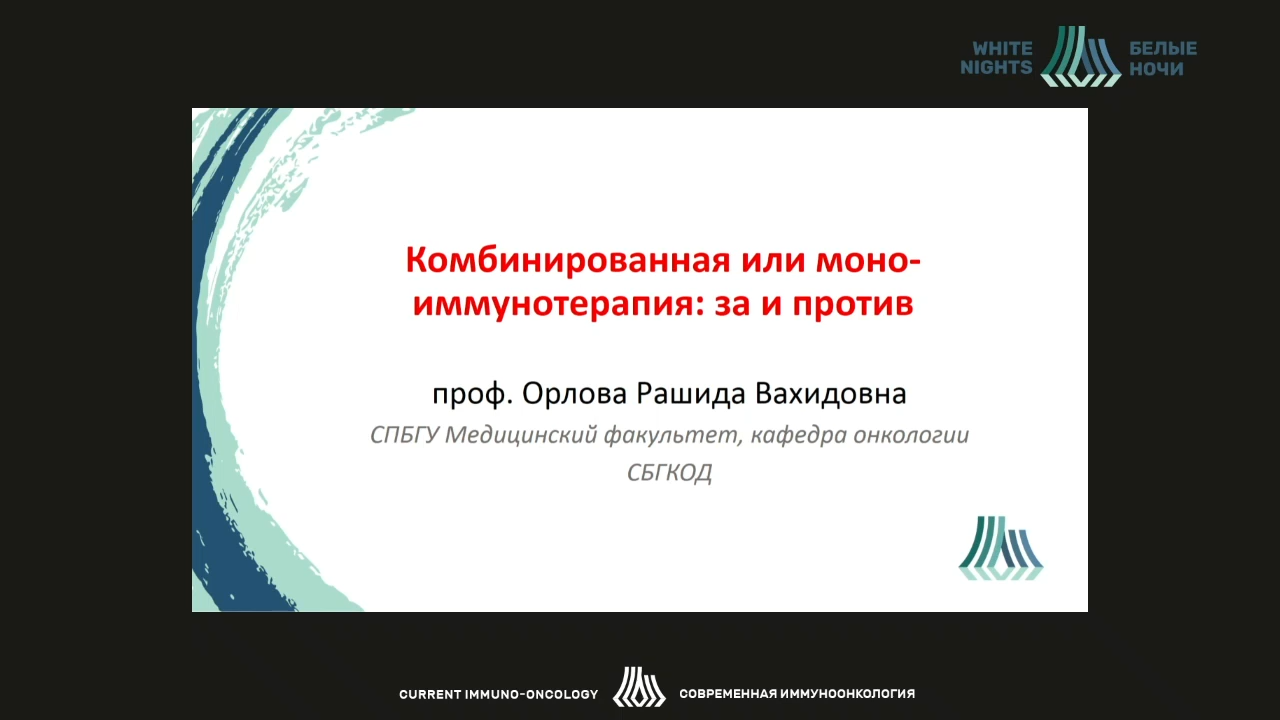 WHITE NIGHTS
БЕЛЫЕ НОЧИ
Комбинированная или моно-
иммунотерапия: за и против
проф. Орлова Рашида Вахидовна
СПБГУ Медицинский факультет, кафедра онкологии
СБГКОД
CURRENT IMMUNO-ONCOLOGY
СОВРЕМЕННАЯ ИММУНООНКОЛОГИЯ